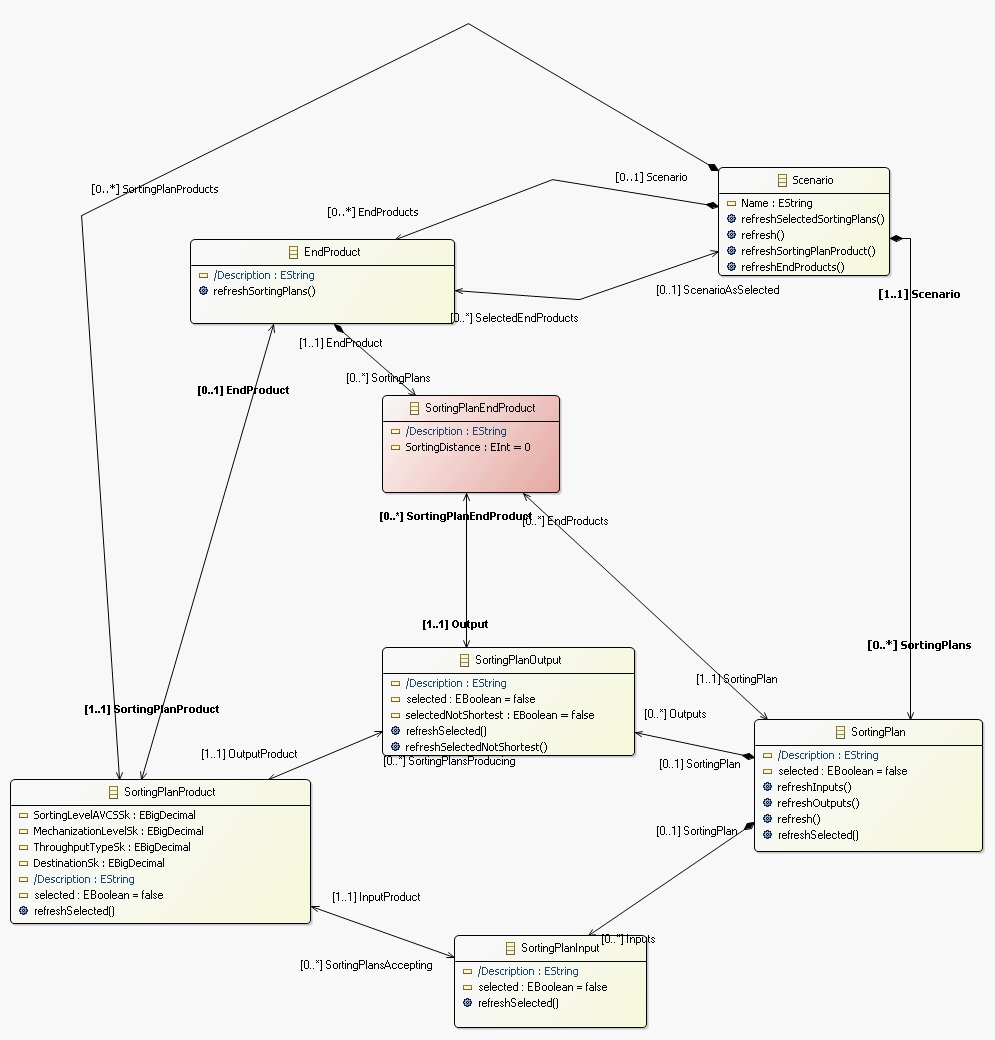 [0..*] SortingPlanProducts
[0..1] Scenario
Scenario
Name : EString
refreshSelectedSortingPlans()
refresh()
refreshSortingPlanProduct()
refreshEndProducts()
[0..*] EndProducts
EndProduct
/Description : EString
refreshSortingPlans()
[0..1] ScenarioAsSelected
[1..1] Scenario
[0..*] SelectedEndProducts
[1..1] EndProduct
[0..*] SortingPlans
[0..1] EndProduct
SortingPlanEndProduct
/Description : EString
SortingDistance : EInt = 0
[0..*] SortingPlanEndProduct
[0..*] EndProducts
[1..1] Output
[0..*] SortingPlans
SortingPlanOutput
/Description : EString
selected : EBoolean = false
selectedNotShortest : EBoolean = false
refreshSelected()
refreshSelectedNotShortest()
[1..1] SortingPlan
[1..1] SortingPlanProduct
[0..*] Outputs
[1..1] OutputProduct
[0..*] SortingPlansProducing
[0..1] SortingPlan
SortingPlan
/Description : EString
selected : EBoolean = false
refreshInputs()
refreshOutputs()
refresh()
refreshSelected()
SortingPlanProduct
SortingLevelAVCSSk : EBigDecimal
MechanizationLevelSk : EBigDecimal
ThroughputTypeSk : EBigDecimal
DestinationSk : EBigDecimal
/Description : EString
selected : EBoolean = false
refreshSelected()
[0..1] SortingPlan
[1..1] InputProduct
[0..*] SortingPlansAccepting
[0..*] Inputs
SortingPlanInput
/Description : EString
selected : EBoolean = false
refreshSelected()